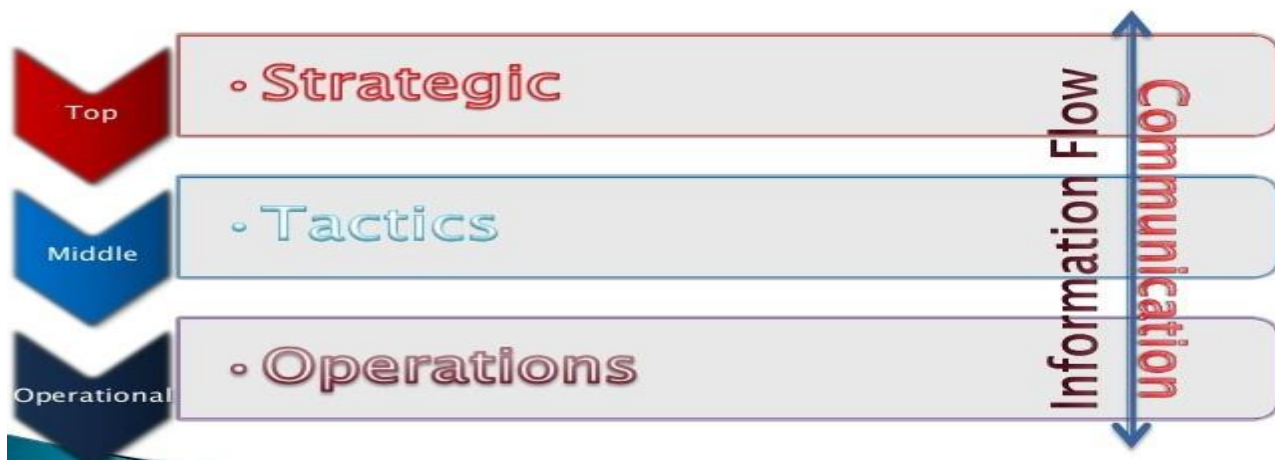 Top
• Strategic
Middle
• Tactics
Operational
• Operations
Information Flow
Communication